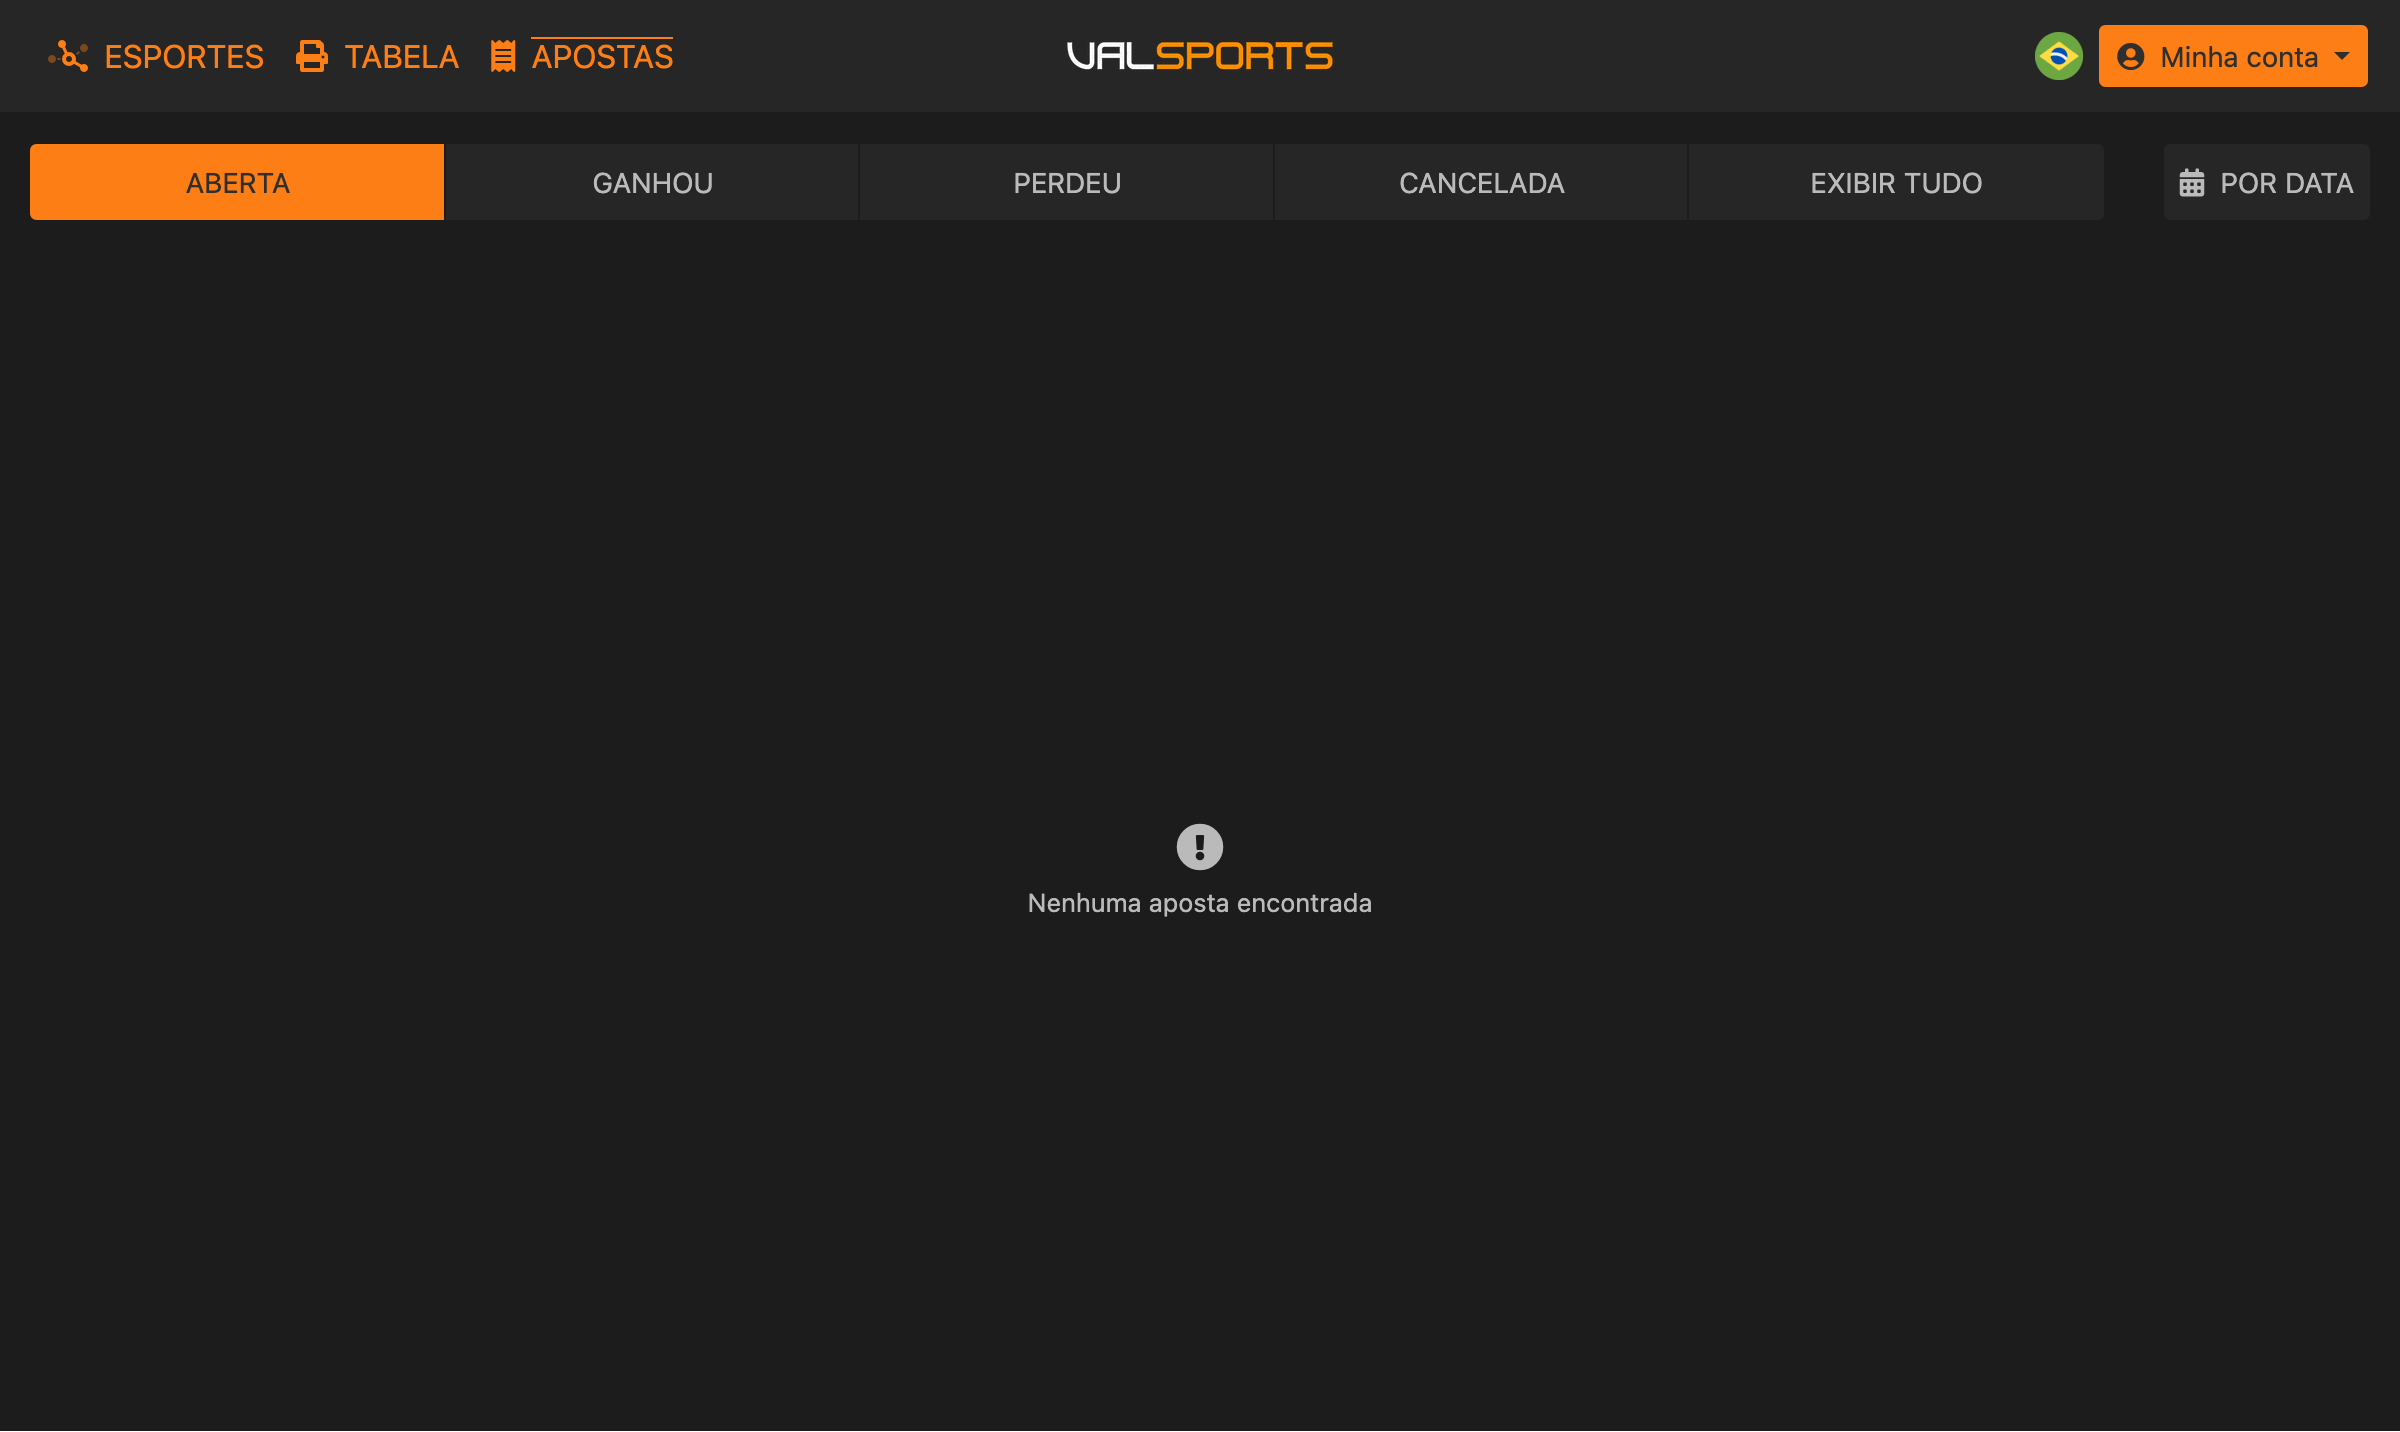 ESPORTES TABELA APOSTAS VALSPORTS Minha conta
ABERTA GANHOU PERDEU CANCELADA EXIBIR TUDO POR DATA
Nenhuma aposta encontrada